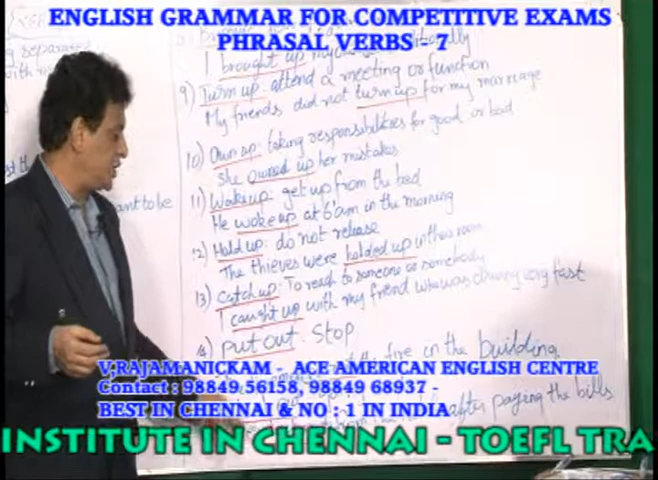 ENGLISH GRAMMAR FOR COMPETITIVE EXAMS
PHRASAL VERBS - 7
I brought up my
9) Turn up - attend a meeting or function
My friends did not turn up for my marriage
10) Own up - taking responsibilities for good or bad
She owned up her mistakes
11) Wake up - get up from the bed
He woke up at 6 am in the morning
12) Hold up - do not release
The thieves were holded up in the room
13) Catch up - To reach to someone or somebody
I caught up with my friend who was driving very fast
14) Put out - Stop
fire in the building
after paying the bills
V,RAJAMANICKAM - ACE AMERICAN ENGLISH CENTRE
Contact : 98849 56158, 98849 68937 -
BEST IN CHENNAI & NO : 1 IN INDIA
INSTITUTE IN CHENNAI - TOEFL TRA